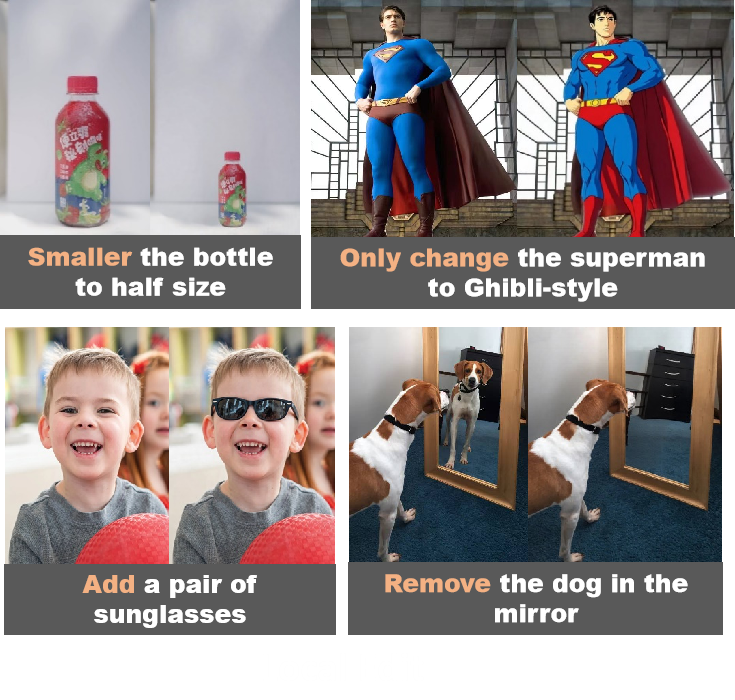 Smaller the bottle
to half size
Only change the superman
to Ghibli-style
Add a pair of
sunglasses
Remove the dog in the
mirror